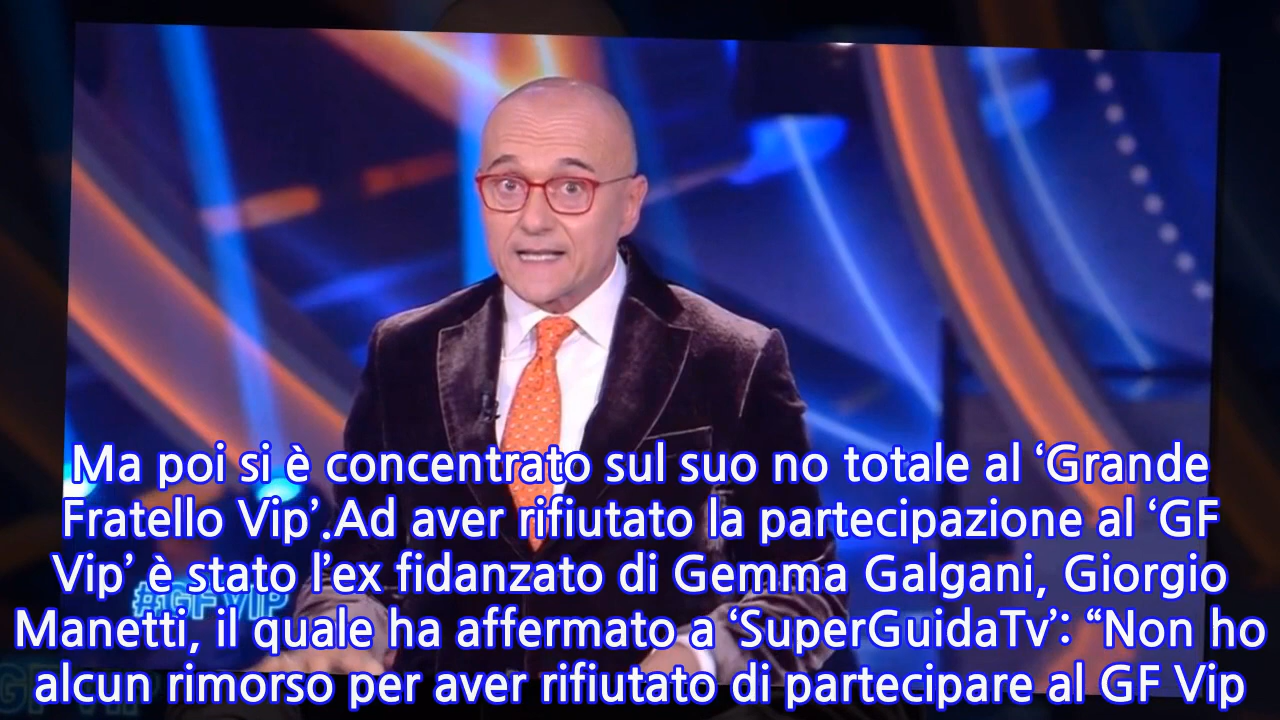 Ma poi si è concentrato sul suo no totale al ‘Grande
Fratello Vip’.Ad aver rifiutato la partecipazione al ‘GF
Vip’ è stato l’ex fidanzato di Gemma Galgani, Giorgio
Manetti, il quale ha affermato a ‘SuperGuidaTv’: “Non ho
alcun rimorso per aver rifiutato di partecipare al GF Vip
#GFVIP